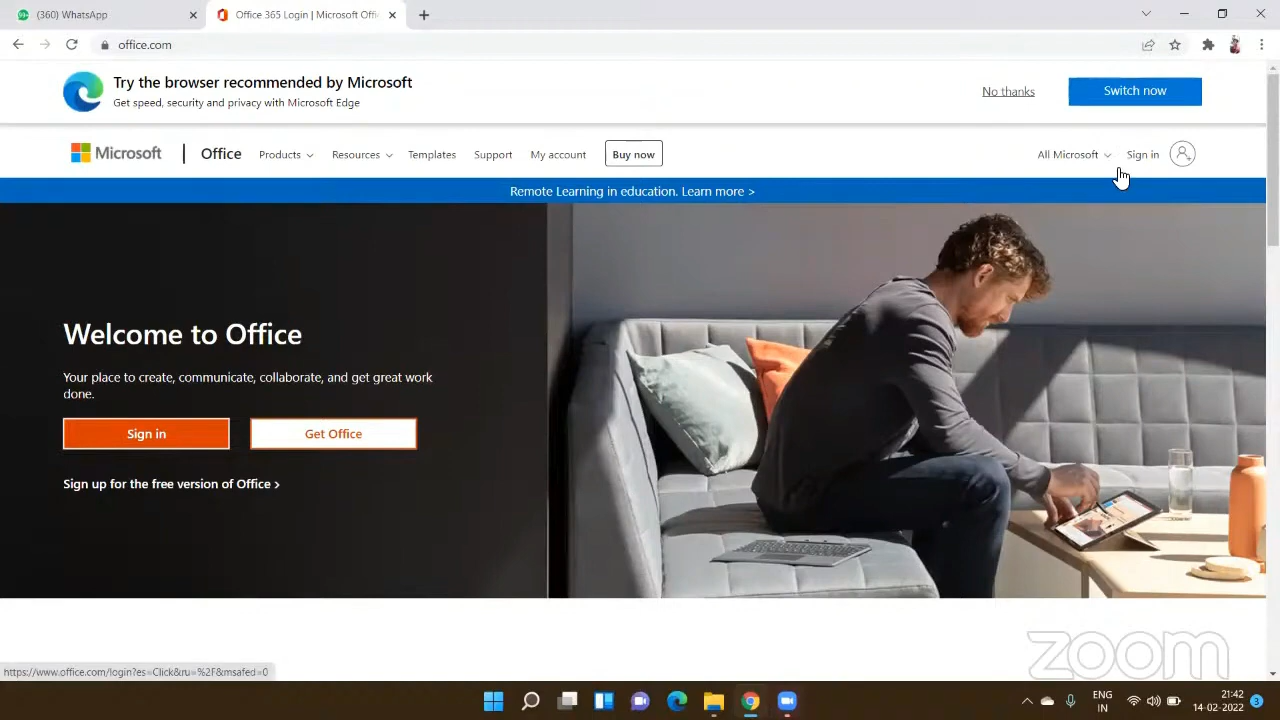 (360) WhatsApp
Office 365 Login | Microsoft Offi
office.com
Try the browser recommended by Microsoft
Get speed, security and privacy with Microsoft Edge
No thanks
Switch now
Microsoft
Office
Products
Resources
Templates
Support
My account
Buy now
All Microsoft
Sign in
Remote Learning in education. Learn more >
Welcome to Office
Your place to create, communicate, collaborate, and get great work
done.
Sign in
Get Office
Sign up for the free version of Office >
zoom
https://www.office.com/login?es=Click&ru=%2F&msafed=0
ENG
IN
21:42
14-02-2022
3